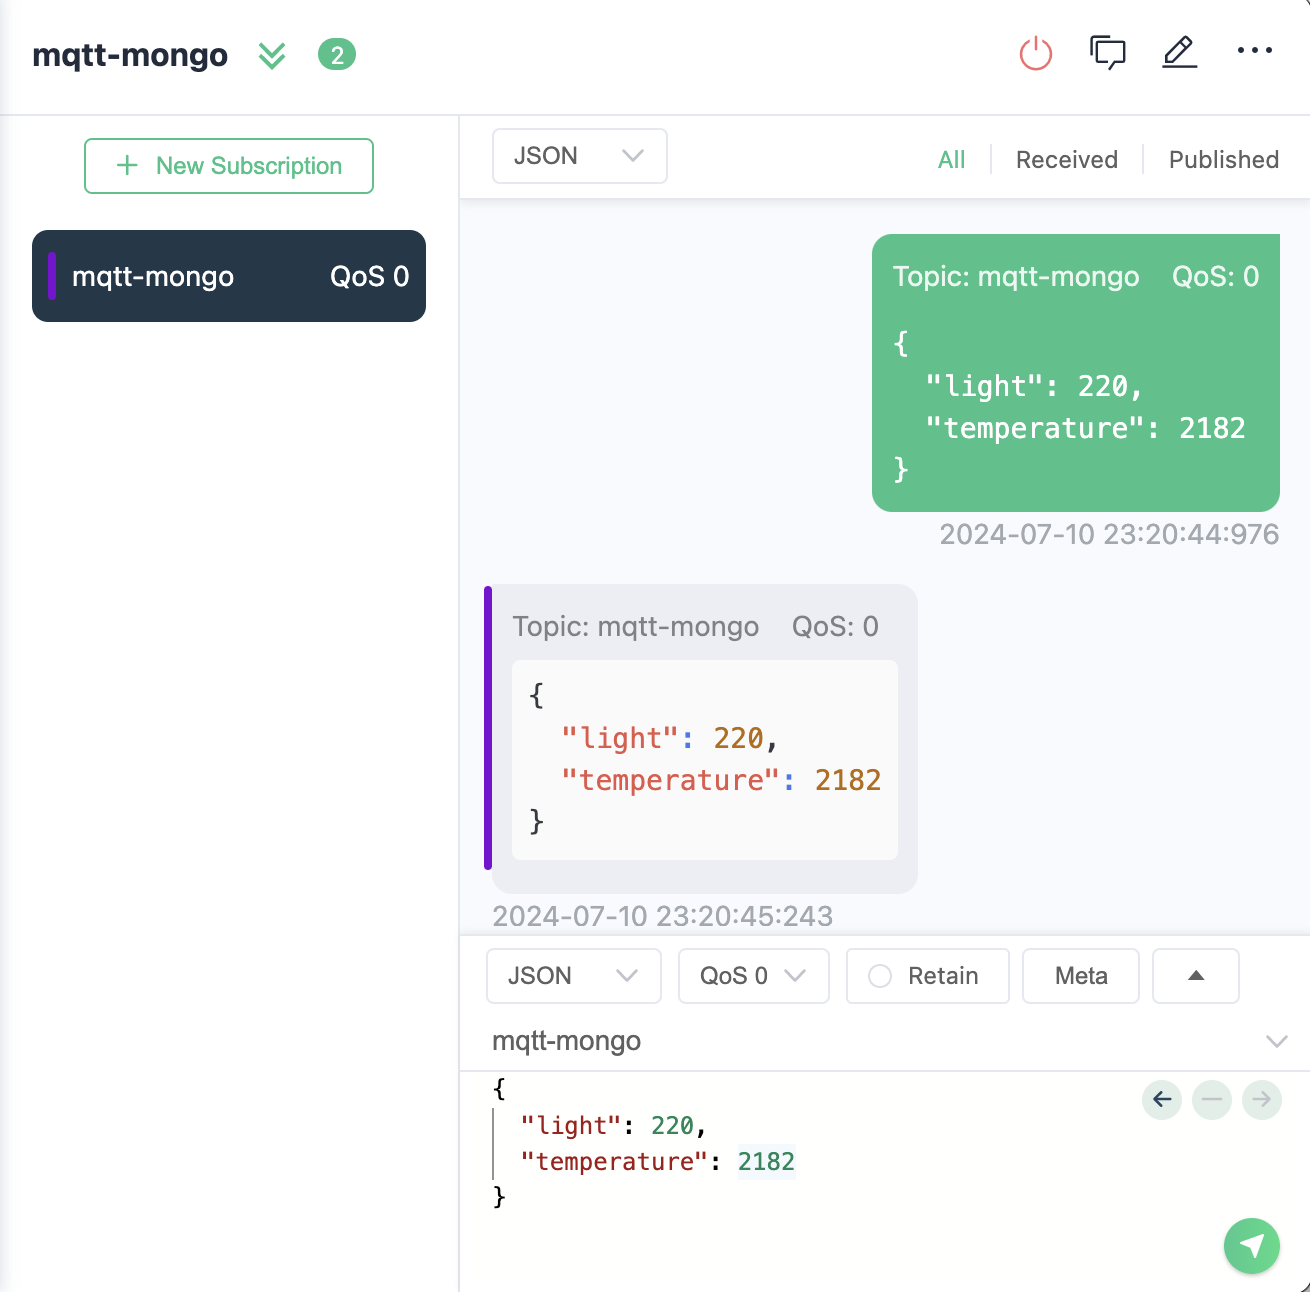 mqtt-mongo 2
New Subscription
mqtt-mongo QoS 0
JSON All Received Published
Topic: mqtt-mongo QoS: 0
{
"light": 220,
"temperature": 2182
}
2024-07-10 23:20:44:976
Topic: mqtt-mongo QoS: 0
{
"light": 220,
"temperature": 2182
}
2024-07-10 23:20:45:243
JSON QoS 0 Retain Meta
mqtt-mongo
{
"light": 220,
"temperature": 2182
}